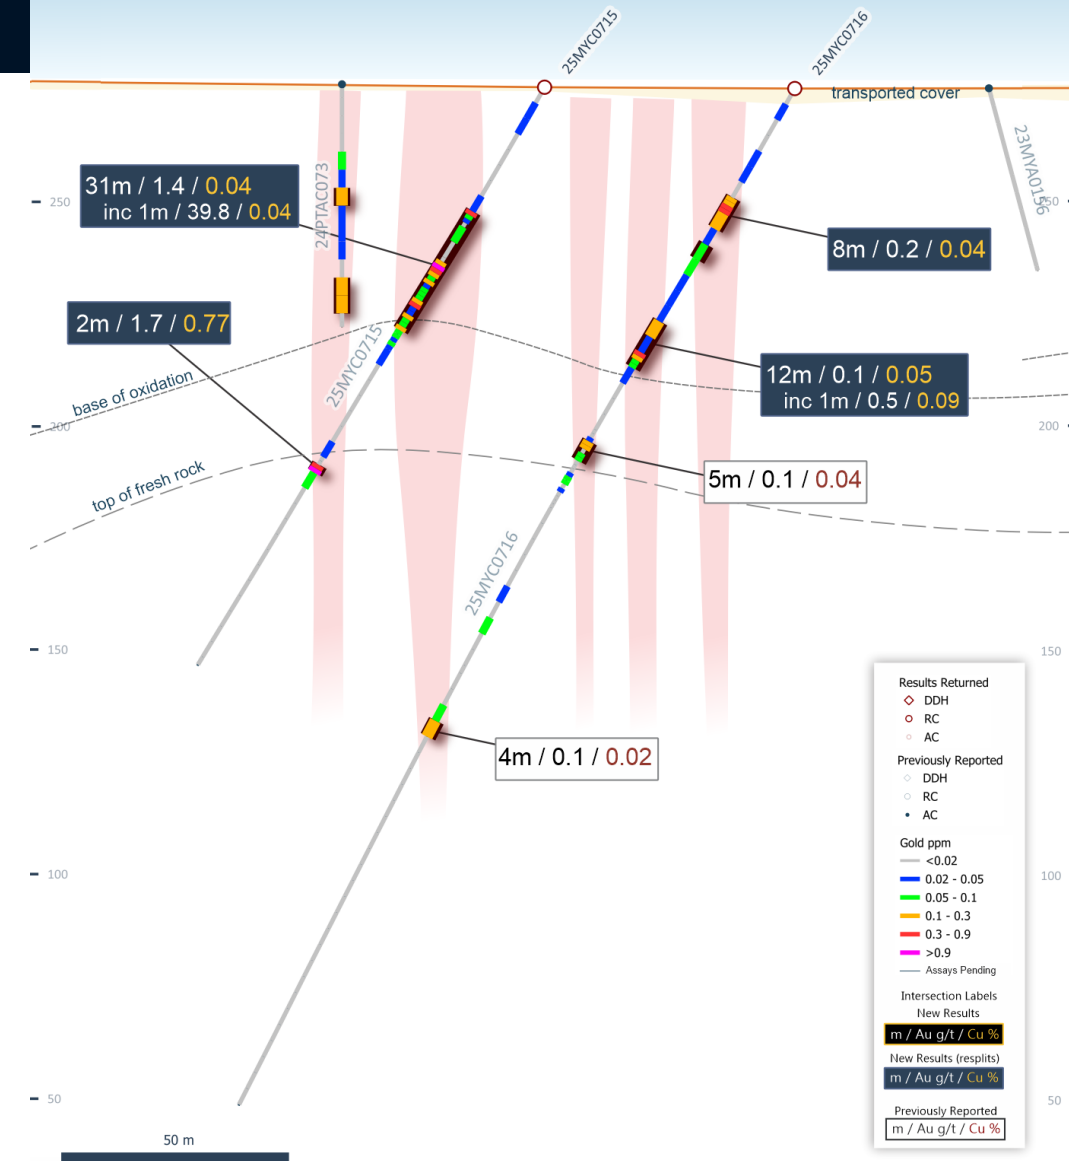 25MYC0715
25MYC0716
transported cover
23MYA0156
24PTAC073
250
250
31m / 1.4 / 0.04
inc 1m / 39.8 / 0.04
8m / 0.2 / 0.04
2m / 1.7 / 0.77
25MYC0715
base of oxidation
12m / 0.1 / 0.05
inc 1m / 0.5 / 0.09
200
200
top of fresh rock
5m / 0.1 / 0.04
25MYC0716
150
150
4m / 0.1 / 0.02
100
100
50
50
50 m
Results Returned
DDH
RC
AC
Previously Reported
DDH
RC
AC
Gold ppm
<0.02
0.02 - 0.05
0.05 - 0.1
0.1 - 0.3
0.3 - 0.9
>0.9
Assays Pending
Intersection Labels
New Results
m / Au g/t / Cu %
New Results (resplits)
m / Au g/t / Cu %
Previously Reported
m / Au g/t / Cu %